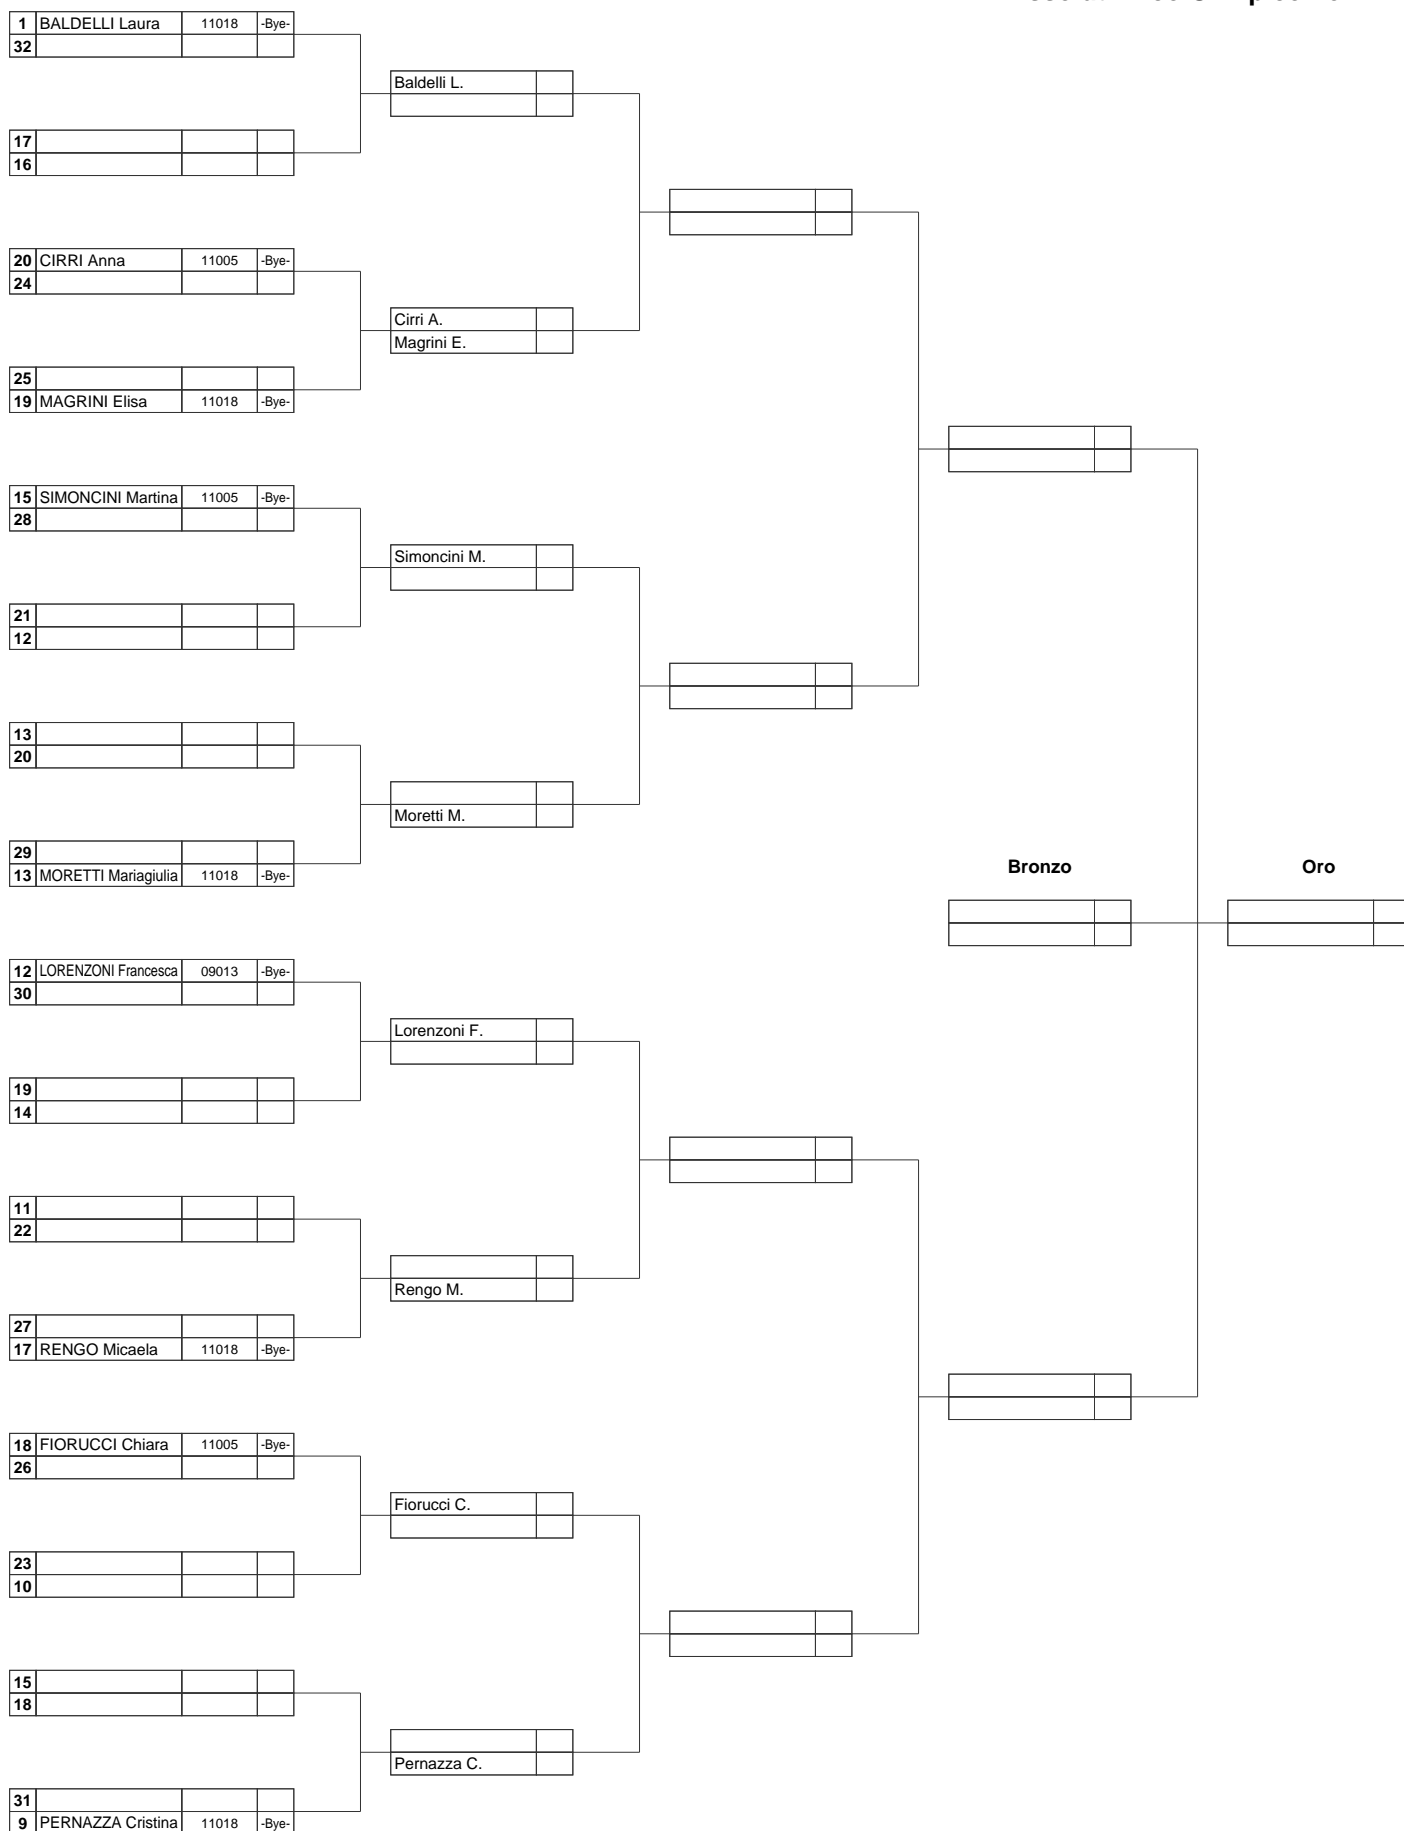 1 BALDELLI Laura 11018 -Bye-
32
Baldelli L.
17
16
20 CIRRI Anna 11005 -Bye-
24
Cirri A.
Magrini E.
25
19 MAGRINI Elisa 11018 -Bye-
15 SIMONCINI Martina 11005 -Bye-
28
Simoncini M.
21
12
13
20
Moretti M.
29
13 MORETTI Mariagiulia 11018 -Bye-
Bronzo Oro
12 LORENZONI Francesca 09013 -Bye-
30
Lorenzoni F.
19
14
11
22
Rengo M.
27
17 RENGO Micaela 11018 -Bye-
18 FIORUCCI Chiara 11005 -Bye-
26
Fiorucci C.
23
10
15
18
Pernazza C.
31
9 PERNAZZA Cristina 11018 -Bye-